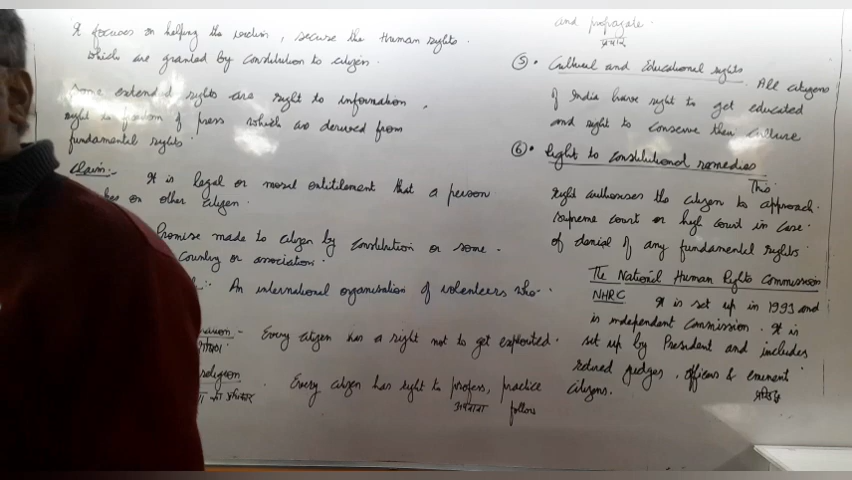 It focuses on helping the victim, secure the Human rights.
which are granted by constitution to citizen.
Some extend d rights are right to information,
right to freedom of press which are derived from
fundamental rights.
Claim:-
It is legal or moral entitlement that a person
on other citizen.
Promise made to citizen by constitution or some.
Country or association.
An international organisation of volunteers who.
Every citizen has a right not to get exploited.
religion
Every citizen has right to profess, practice
अपनाना follow
and propagate.
प्रचार
(5) • Cultural and Educational rights. All citizens
of India have right to get educated
and right to conserve their culture
(6) • Right to constitutional remedies
This
right authorises the citizen to approach.
supreme court or high court in case.
of denial of any fundamental rights.
The National Human Rights Commission
NHRC It is set up in 1993 and
is independent commission. It is
set up by President and includes
retired judges, officers & eminent
citizens.